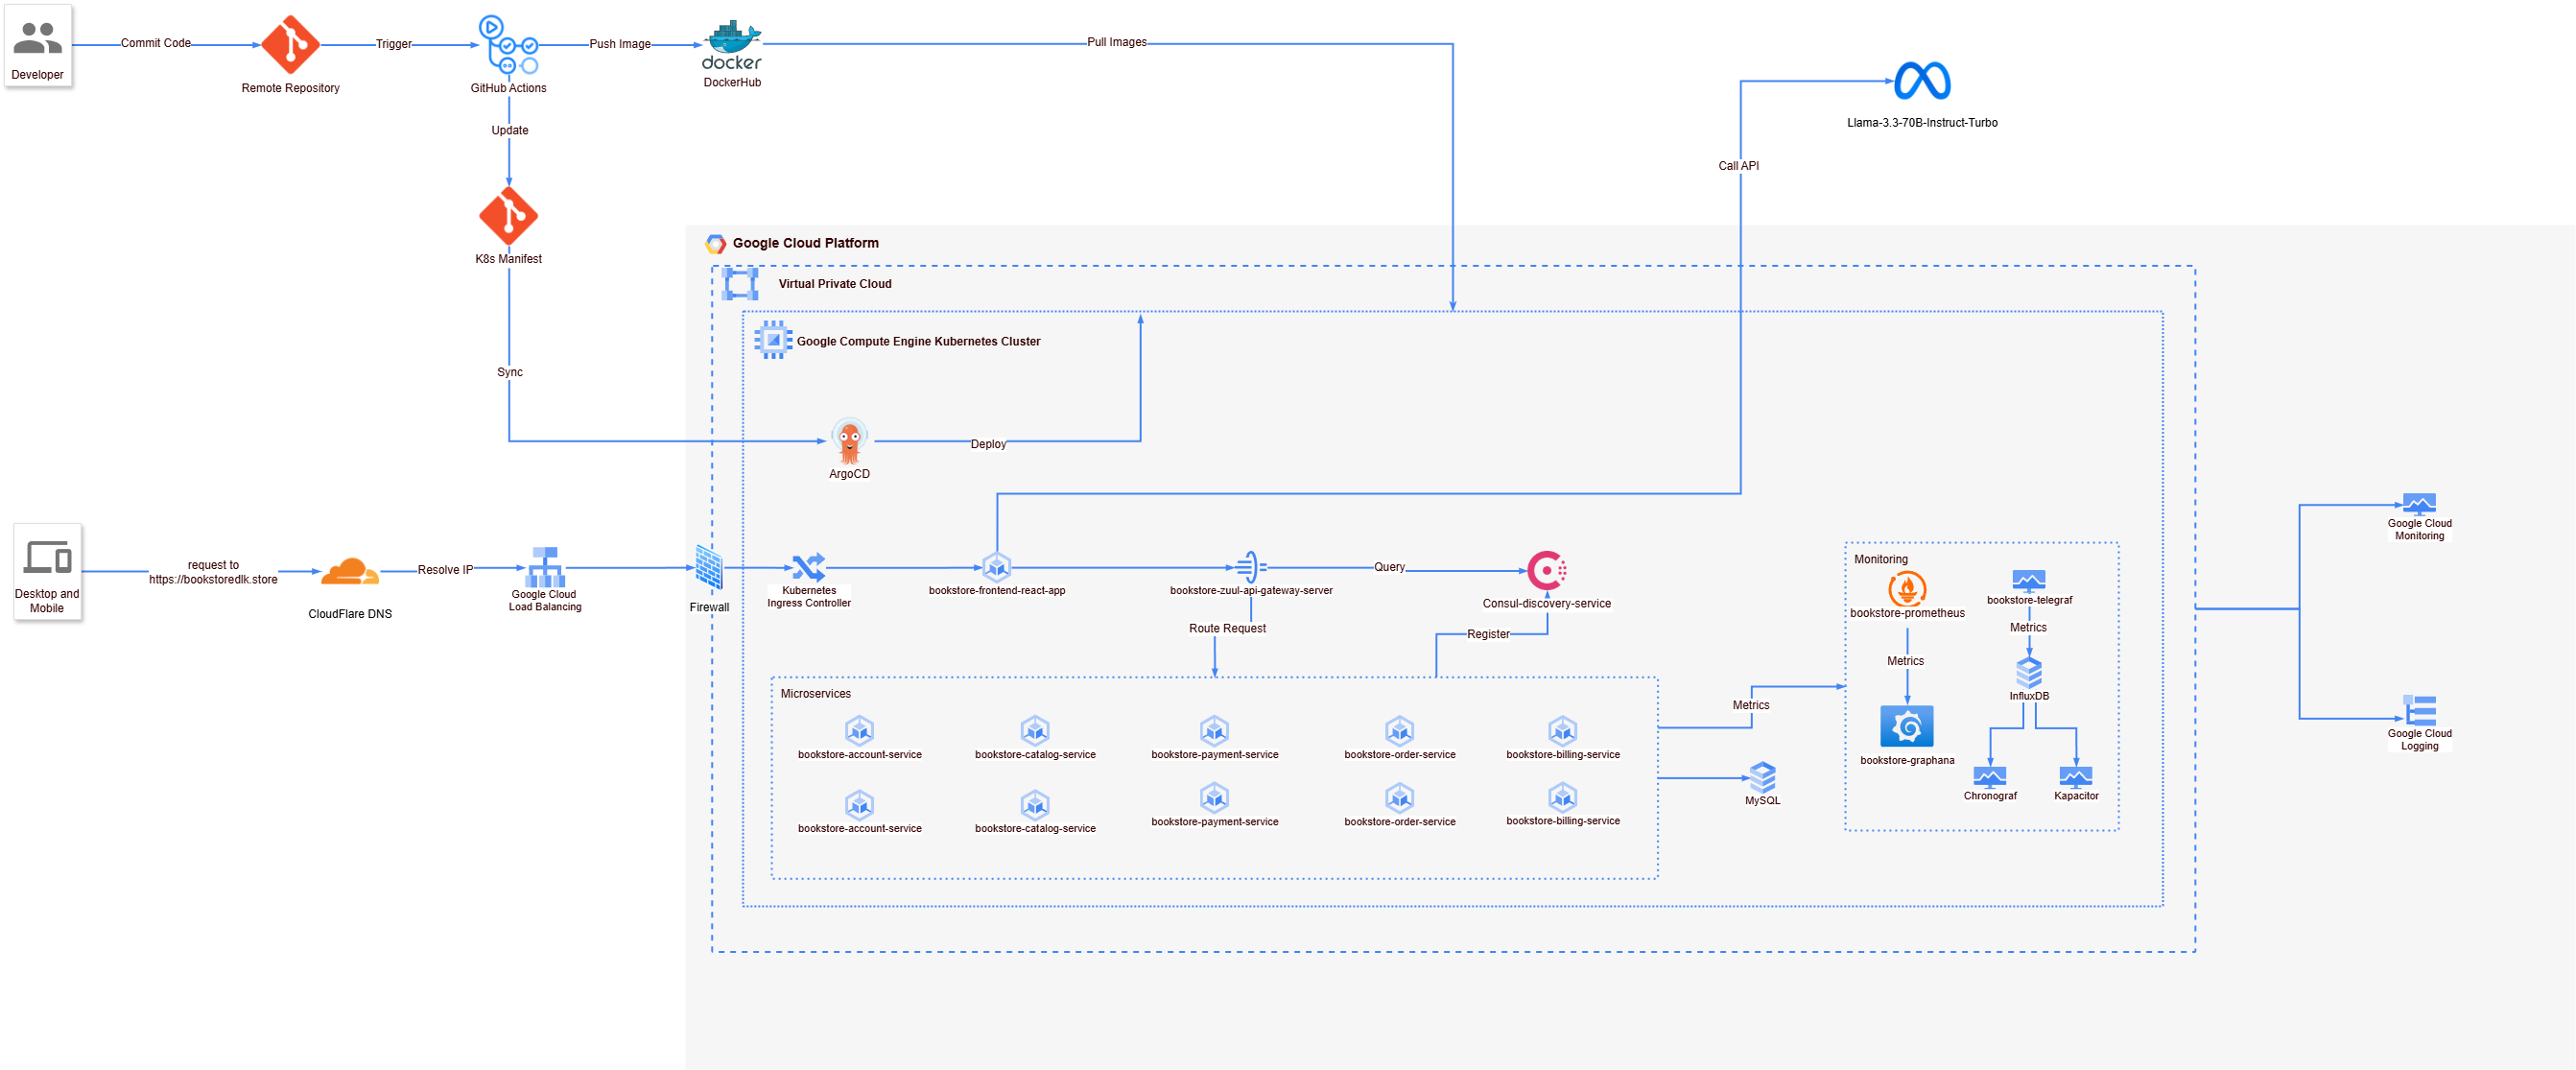 Developer
Commit Code
Remote Repository
Trigger
GitHub Actions
Push Image
docker
DockerHub
Pull Images
Llama-3.3-70B-Instruct-Turbo
Call API
Update
K8s Manifest
Sync
Google Cloud Platform
Virtual Private Cloud
Google Compute Engine Kubernetes Cluster
ArgoCD
Deploy
Desktop and
Mobile
request to
https://bookstoredlk.store
CloudFlare DNS
Resolve IP
Google Cloud
Load Balancing
Firewall
Kubernetes
Ingress Controller
bookstore-frontend-react-app
bookstore-zuul-api-gateway-server
Query
Consul-discovery-service
Route Request
Register
Microservices
bookstore-account-service
bookstore-catalog-service
bookstore-payment-service
bookstore-order-service
bookstore-billing-service
bookstore-account-service
bookstore-catalog-service
bookstore-payment-service
bookstore-order-service
bookstore-billing-service
Metrics
MySQL
Monitoring
bookstore-prometheus
Metrics
bookstore-graphana
bookstore-telegraf
Metrics
InfluxDB
Chronograf
Kapacitor
Google Cloud
Monitoring
Google Cloud
Logging